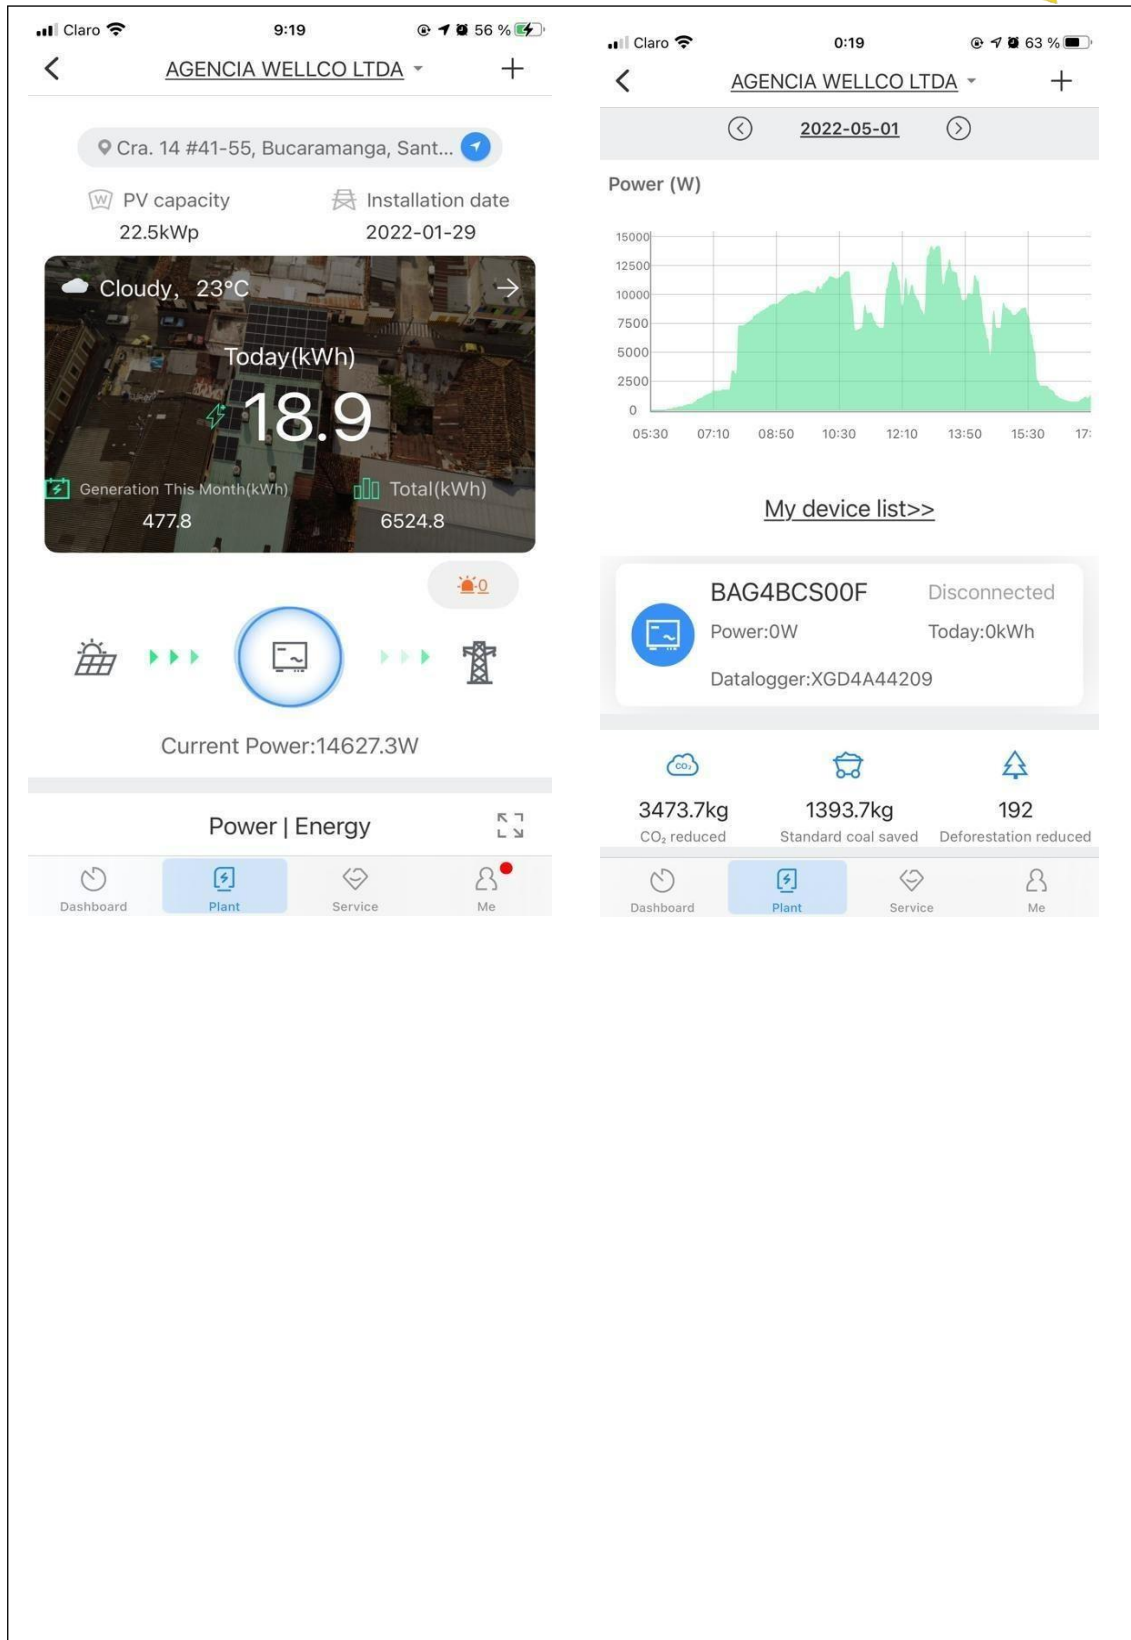 Claro 9:19 56 %
AGENCIA WELLCO LTDA
Cra. 14 #41-55, Bucaramanga, Sant...
PV capacity Installation date
22.5kWp 2022-01-29
Cloudy, 23°C
Today(kWh)
18.9
Generation This Month(kWh) Total(kWh)
477.8 6524.8
0
Current Power:14627.3W
Power | Energy
Dashboard Plant Service Me
Claro 0:19 63 %
AGENCIA WELLCO LTDA
2022-05-01
Power (W)
15000
12500
10000
7500
5000
2500
0
05:30 07:10 08:50 10:30 12:10 13:50 15:30 17:
My device list>>
BAG4BCS00F Disconnected
Power:0W Today:0kWh
Datalogger:XGD4A44209
CO₂
3473.7kg 1393.7kg 192
CO₂ reduced Standard coal saved Deforestation reduced
Dashboard Plant Service Me